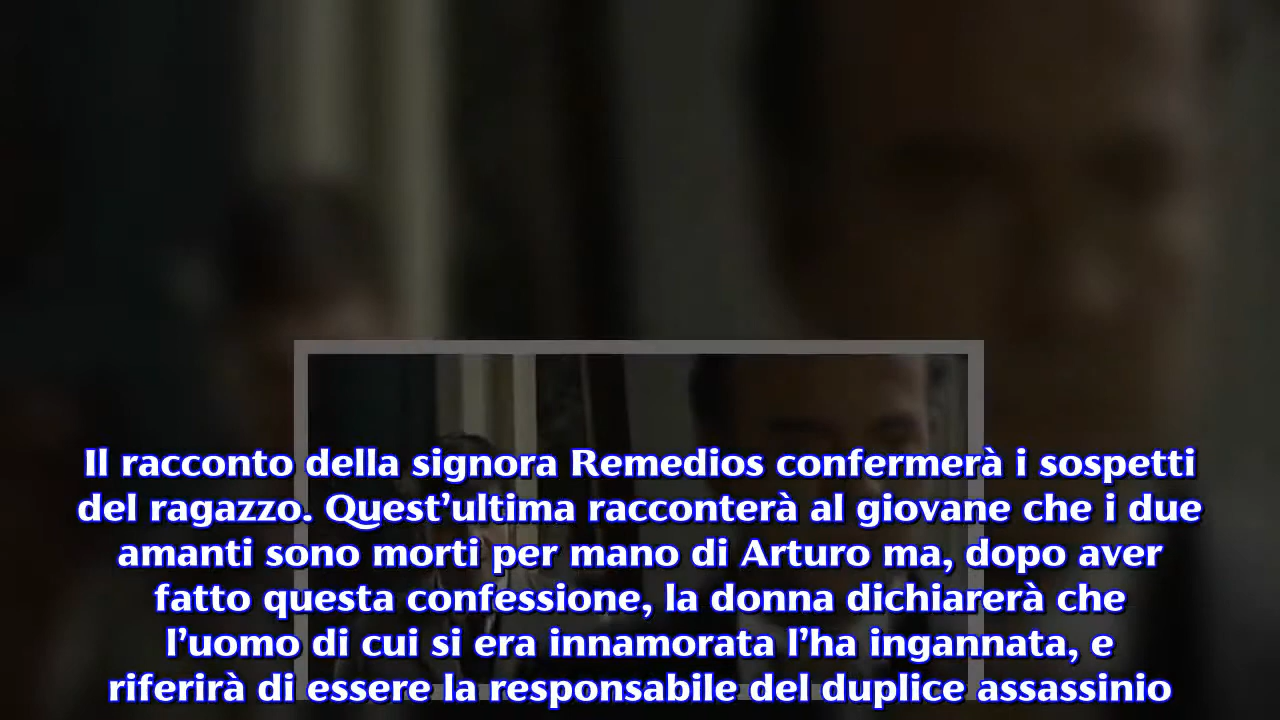 Il racconto della signora Remedios confermerà i sospetti
del ragazzo. Quest’ultima racconterà al giovane che i due
amanti sono morti per mano di Arturo ma, dopo aver
fatto questa confessione, la donna dichiarerà che
l’uomo di cui si era innamorata l’ha ingannata, e
riferirà di essere la responsabile del duplice assassinio